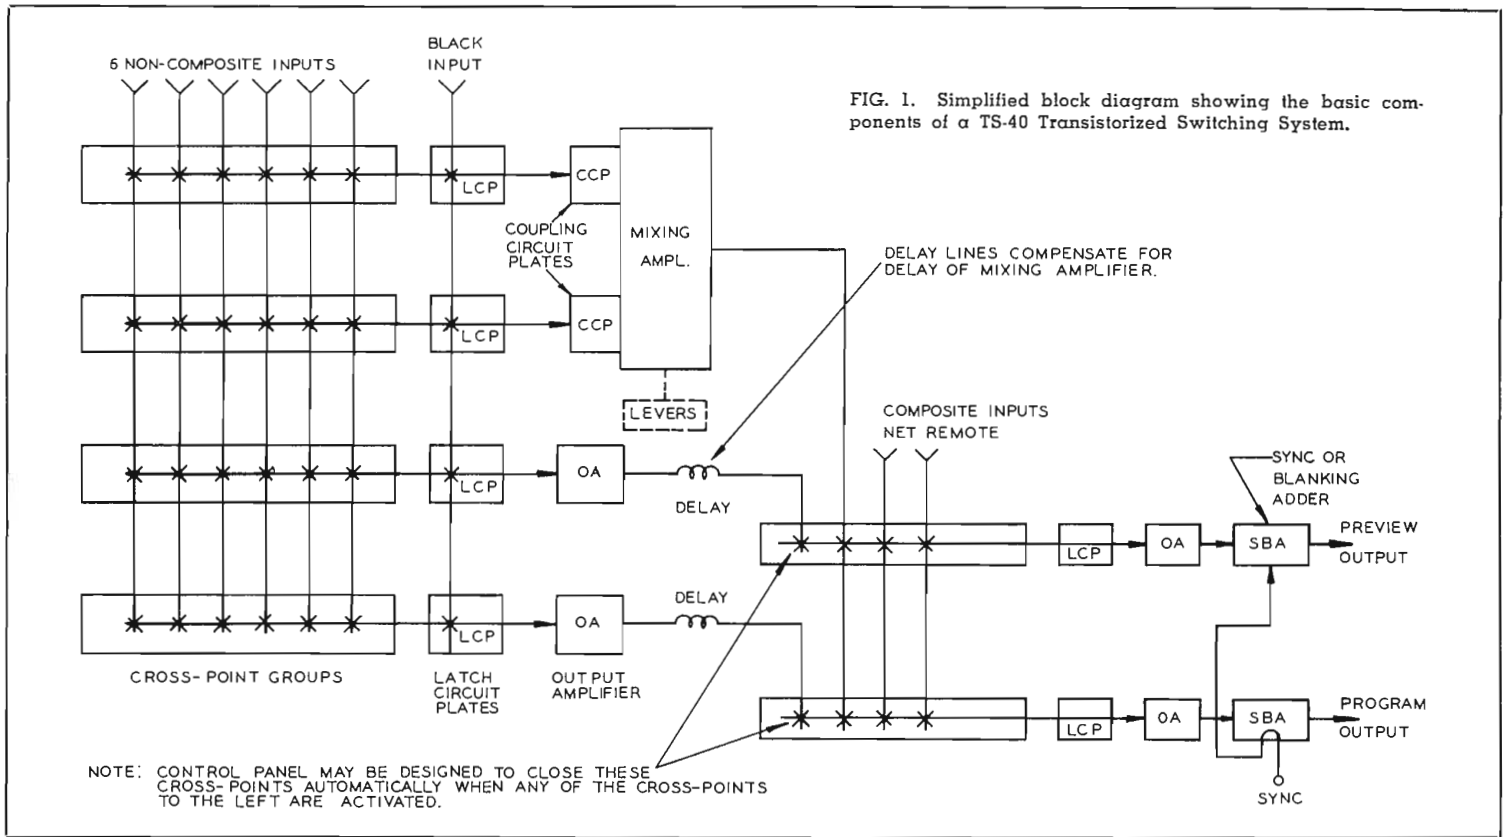 6 NON-COMPOSITE INPUTS
BLACK
INPUT
FIG. 1. Simplified block diagram showing the basic com-
ponents of a TS-40 Transistorized Switching System.
LCP
CCP
COUPLING
CIRCUIT
PLATES
MIXING
AMPL.
DELAY LINES COMPENSATE FOR
DELAY OF MIXING AMPLIFIER.
LCP
CCP
LEVERS
COMPOSITE INPUTS
NET REMOTE
LCP
OA
DELAY
SYNC OR
BLANKING
ADDER
LCP
OA
SBA
PREVIEW
OUTPUT
DELAY
LCP
OA
CROSS-POINT GROUPS
LATCH
CIRCUIT
PLATES
OUTPUT
AMPLIFIER
LCP
OA
SBA
PROGRAM
OUTPUT
SYNC
NOTE: CONTROL PANEL MAY BE DESIGNED TO CLOSE THESE
CROSS-POINTS AUTOMATICALLY WHEN ANY OF THE CROSS-POINTS
TO THE LEFT ARE ACTIVATED.